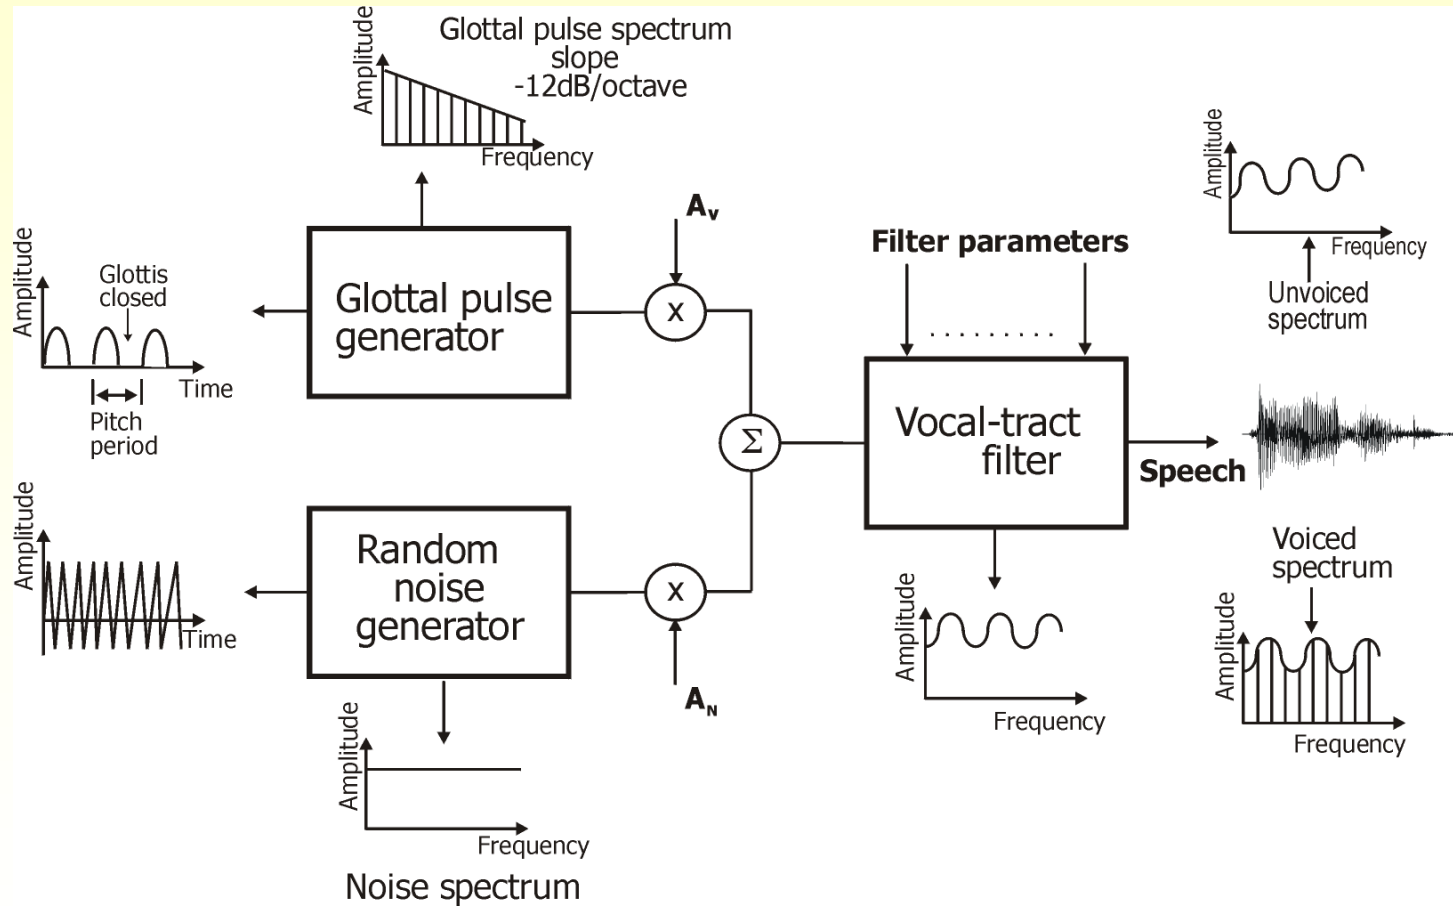 Glottal pulse spectrum
slope
-12dB/octave
Amplitude
Frequency
Amplitude
Glottis
closed
Time
Pitch
period
Glottal pulse
generator
A_V
x
Σ
Filter parameters
. . . . . . . . .
Vocal-tract
filter
Speech
Amplitude
Frequency
Unvoiced
spectrum
Amplitude
Time
Random
noise
generator
x
A_N
Amplitude
Frequency
Noise spectrum
Amplitude
Frequency
Voiced
spectrum
Amplitude
Frequency